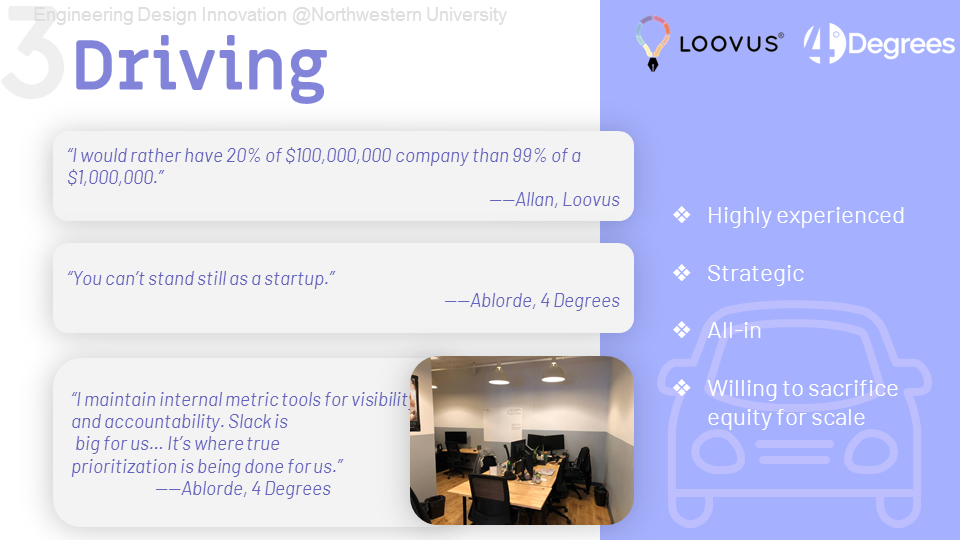 Engineering Design Innovation @Northwestern University
3
Driving
LOOVUS®
4Degrees
“I would rather have 20% of $100,000,000 company than 99% of a
$1,000,000.”
——Allan, Loovus
“You can’t stand still as a startup.”
——Ablorde, 4 Degrees
“I maintain internal metric tools for visibilit
and accountability. Slack is
big for us... It’s where true
prioritization is being done for us.”
——Ablorde, 4 Degrees
❖ Highly experienced
❖ Strategic
❖ All-in
❖ Willing to sacrifice
equity for scale